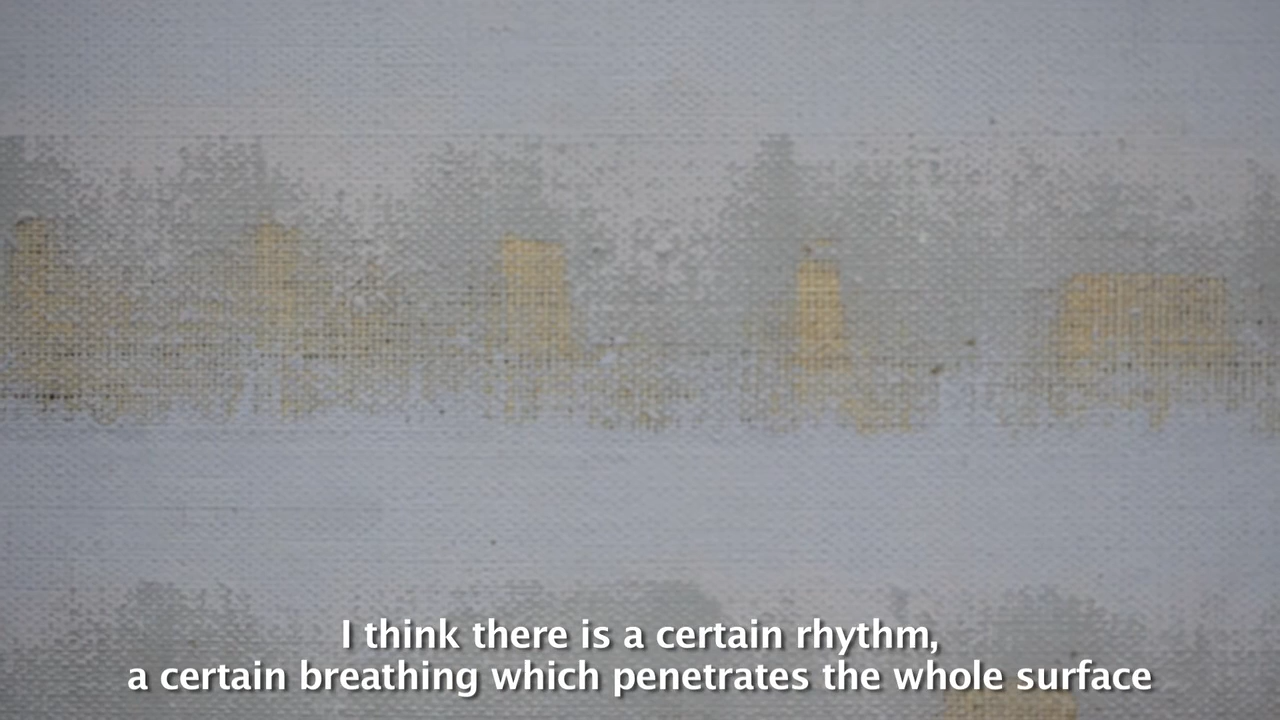 I think there is a certain rhythm,
a certain breathing which penetrates the whole surface